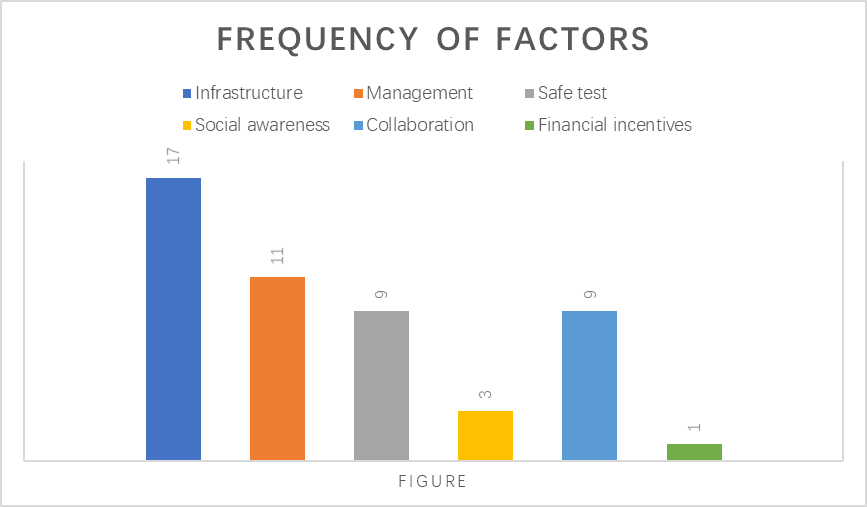 FREQUENCY OF FACTORS
Infrastructure Management Safe test
Social awareness Collaboration Financial incentives
17
11
9
3
9
1
FIGURE